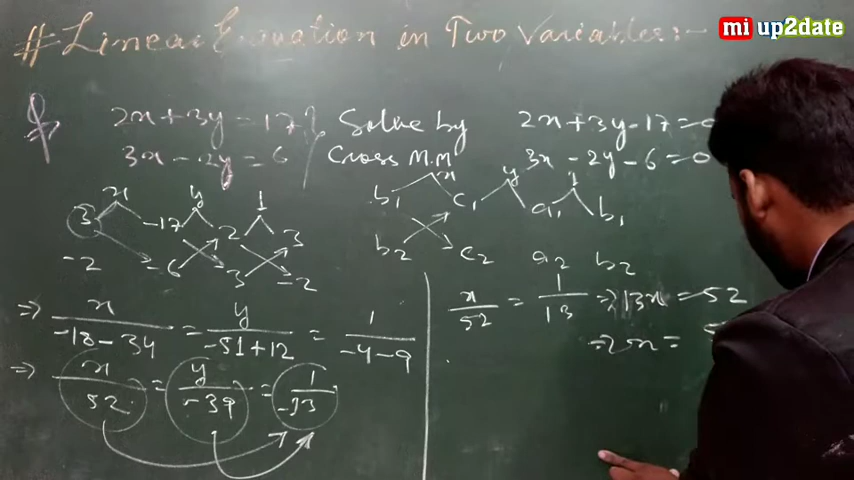 mi up2date
# Linear Equation in Two Variables:-
Q 2x+3y=17 } Solve by
3x-2y=6 Cross M.M
2x+3y-17=0
3x-2y-6=0
x y 1
3 -17 2 3
-2 -6 3 -2
x y 1
b₁ c₁ a₁ b₁
b₂ c₂ a₂ b₂
⇒ x/-18-34 = y/-51+12 = 1/-4-9
⇒ x/52 = y/-39 = 1/-13
x/52 = 1/13 ⇒ 13x = 52
⇒ x =